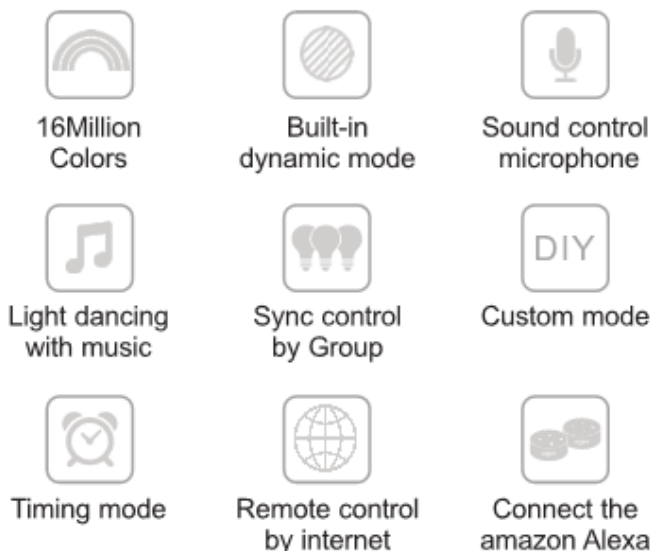 16Million
Colors
Built-in
dynamic mode
Sound control
microphone
Light dancing
with music
Sync control
by Group
DIY
Custom mode
Timing mode
Remote control
by internet
Connect the
amazon Alexa